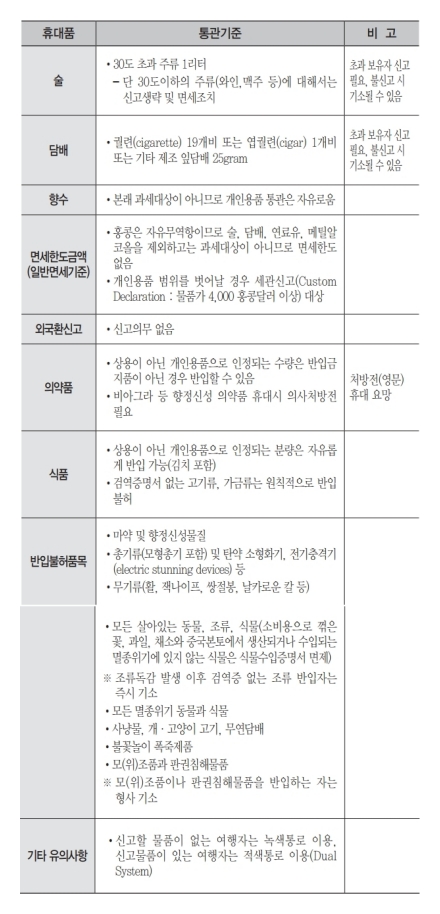 휴대품 통관기준 비 고
술
• 30도 초과 주류 1리터
– 단 30도이하의 주류(와인,맥주 등)에 대해서는
신고생략 및 면세조치
초과 보유자 신고
필요, 불신고 시
기소될 수 있음
담배
• 궐련(cigarette) 19개비 또는 엽궐련(cigar) 1개비
또는 기타 제조 잎담배 25gram
초과 보유자 신고
필요, 불신고 시
기소될 수 있음
향수
• 본래 과세대상이 아니므로 개인용품 통관은 자유로움
면세한도금액
(일반면세기준)
• 홍콩은 자유무역항이므로 술, 담배, 연료유, 메틸알
코올을 제외하고는 과세대상이 아니므로 면세한도
없음
• 개인용품 범위를 벗어날 경우 세관신고(Custom
Declaration : 물품가 4,000 홍콩달러 이상) 대상
외국환신고
• 신고의무 없음
의약품
• 상용이 아닌 개인용품으로 인정되는 수량은 반입금
지품이 아닌 경우 반입할 수 있음
• 비아그라 등 향정신성 의약품 휴대시 의사처방전
필요
처방전(영문)
휴대 요망
식품
• 상용이 아닌 개인용품으로 인정되는 분량은 자유롭
게 반입 가능(김치 포함)
• 검역증명서 없는 고기류, 가금류는 원칙적으로 반입
불허
반입불허품목
• 마약 및 향정신성물질
• 총기류(모형총기 포함) 및 탄약 소형화기, 전기충격기
(electric stunning devices) 등
• 무기류(활, 잭나이프, 쌍절봉, 날카로운 칼 등)
• 모든 살아있는 동물, 조류, 식물(소비용으로 꺾은
꽃, 과일, 채소와 중국본토에서 생산되거나 수입되는
멸종위기에 있지 않는 식물은 식물수입증명서 면제)
※ 조류독감 발생 이후 검역증 없는 조류 반입자는
즉시 기소
• 모든 멸종위기 동물과 식물
• 사냥물, 개 · 고양이 고기, 무연담배
• 불꽃놀이 폭죽제품
• 모(위)조품과 판권침해물품
※ 모(위)조품이나 판권침해물품을 반입하는 자는
형사 기소
기타 유의사항
• 신고할 물품이 없는 여행자는 녹색통로 이용,
신고물품이 있는 여행자는 적색통로 이용(Dual
System)